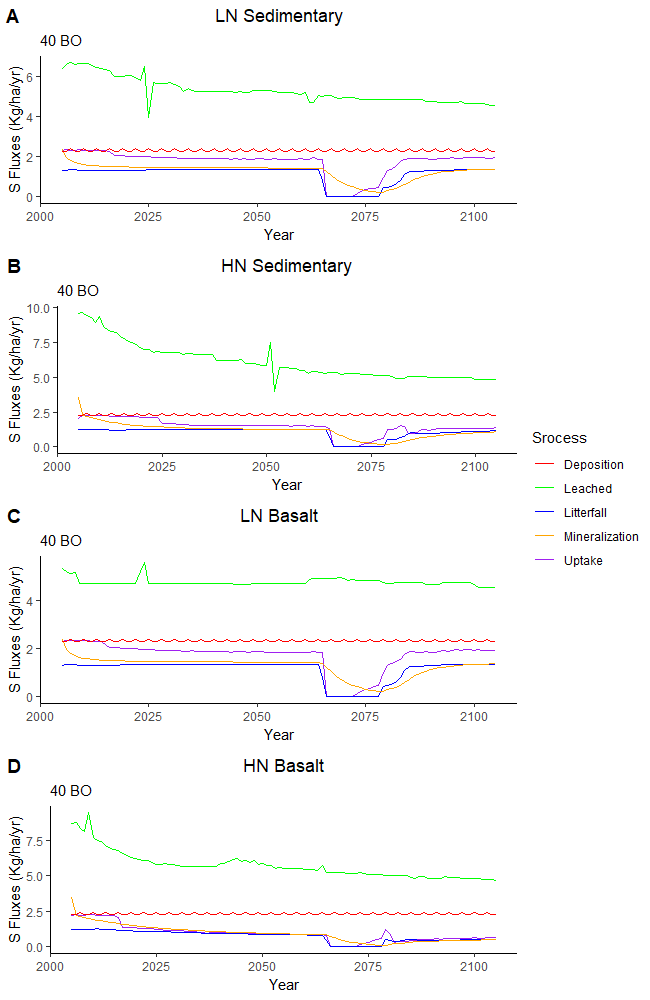 A
LN Sedimentary
40 BO
S Fluxes (Kg/ha/yr)
6
4
2
0
2000 2025 2050 2075 2100
Year
B
HN Sedimentary
40 BO
S Fluxes (Kg/ha/yr)
10.0
7.5
5.0
2.5
0.0
2000 2025 2050 2075 2100
Year
Srocess
Deposition
Leached
Litterfall
Mineralization
Uptake
C
LN Basalt
40 BO
S Fluxes (Kg/ha/yr)
4
2
0
2000 2025 2050 2075 2100
Year
D
HN Basalt
40 BO
S Fluxes (Kg/ha/yr)
7.5
5.0
2.5
0.0
2000 2025 2050 2075 2100
Year